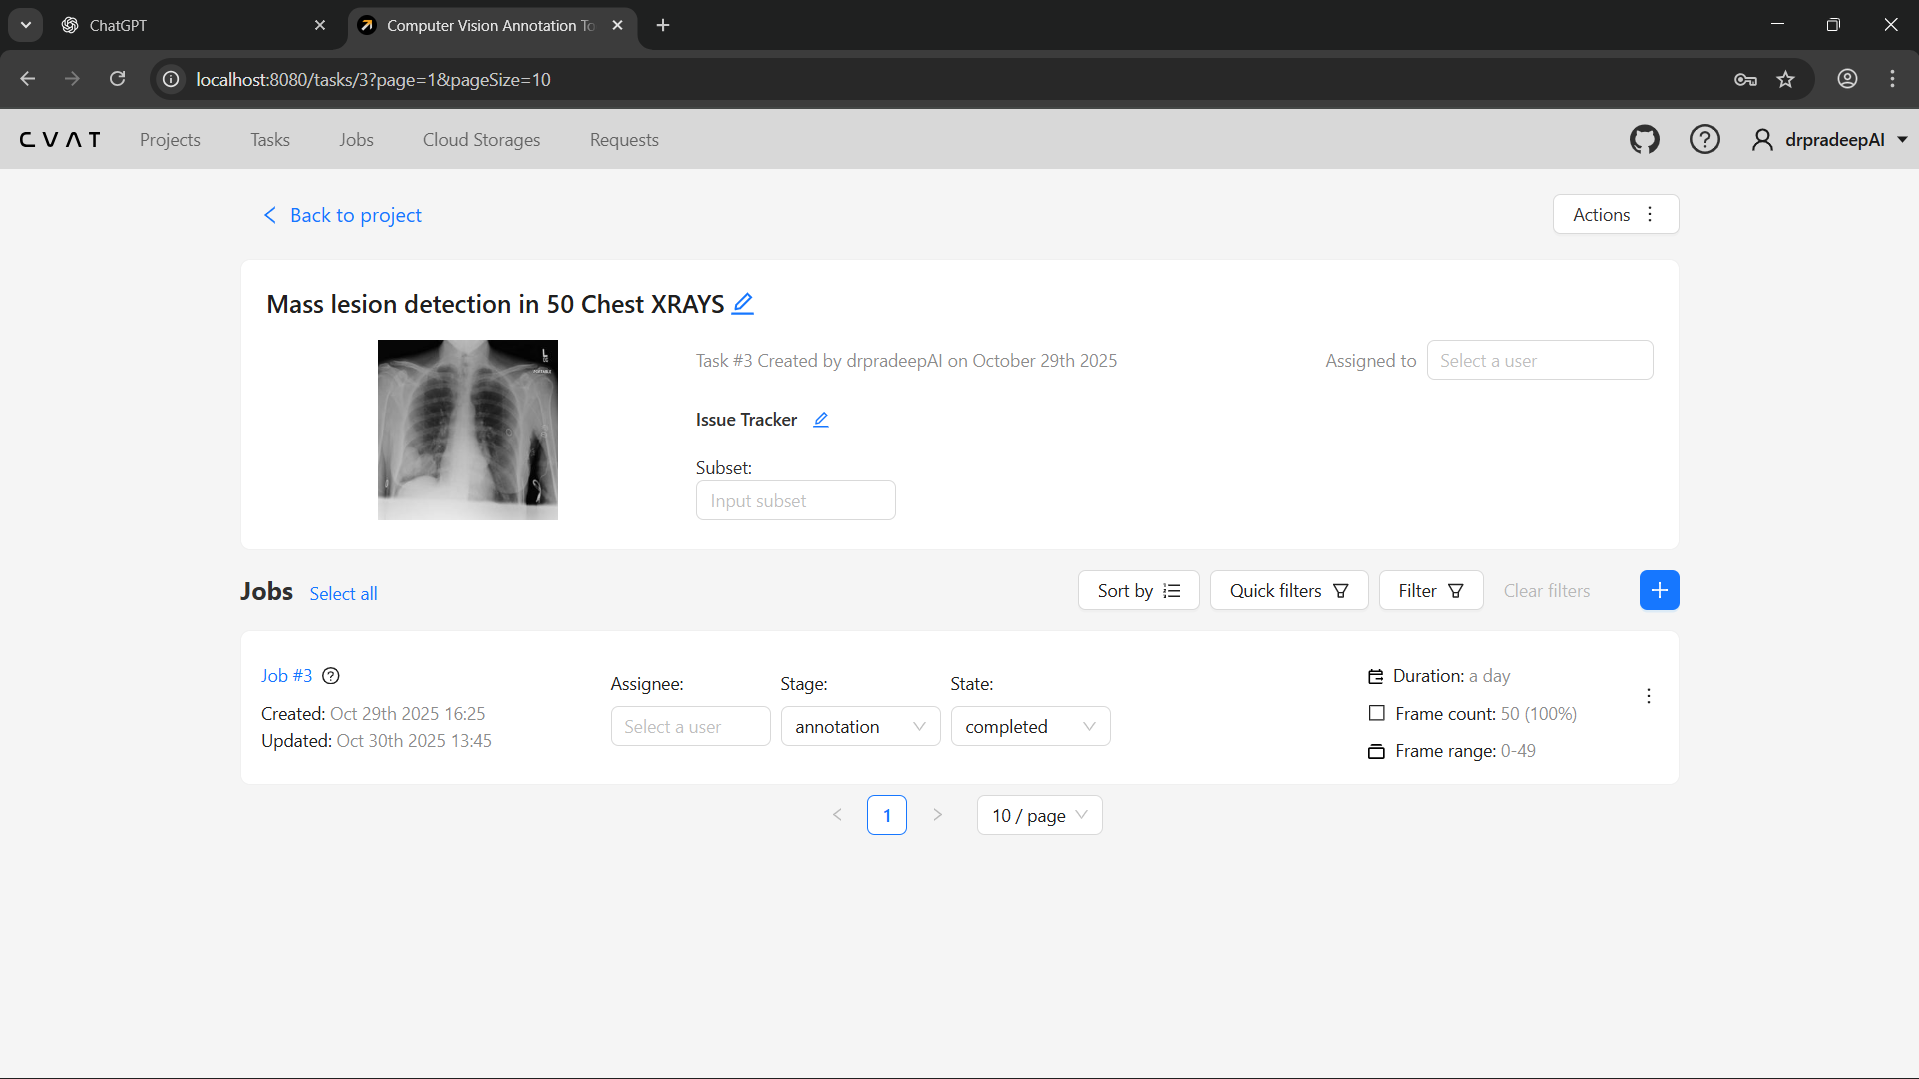 ChatGPT
Computer Vision Annotation To
localhost:8080/tasks/3?page=1&pageSize=10
CVAT Projects Tasks Jobs Cloud Storages Requests drpradeepAI
Back to project
Actions
Mass lesion detection in 50 Chest XRAYS
L
PORTABLE
Task #3 Created by drpradeepAI on October 29th 2025
Assigned to Select a user
Issue Tracker
Subset:
Input subset
Jobs Select all Sort by Quick filters Filter Clear filters
Job #3
Created: Oct 29th 2025 16:25
Updated: Oct 30th 2025 13:45
Assignee:
Select a user
Stage:
annotation
State:
completed
Duration: a day
Frame count: 50 (100%)
Frame range: 0-49
1
10 / page